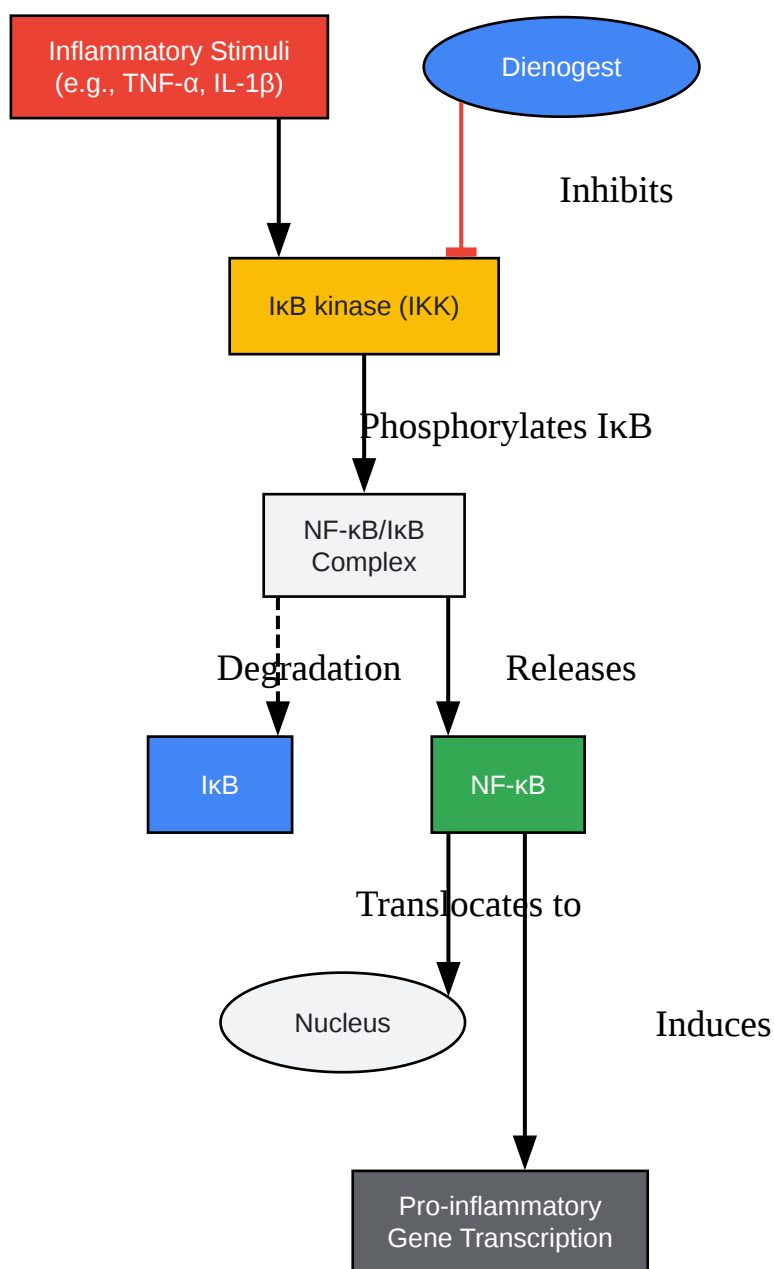 Inflammatory Stimuli
(e.g., TNF-α, IL-1β)
Dienogest
Inhibits
IκB kinase (IKK)
Phosphorylates IκB
NF-κB/IκB
Complex
Degradation
Releases
IκB
NF-κB
Translocates to
Nucleus
Induces
Pro-inflammatory
Gene Transcription